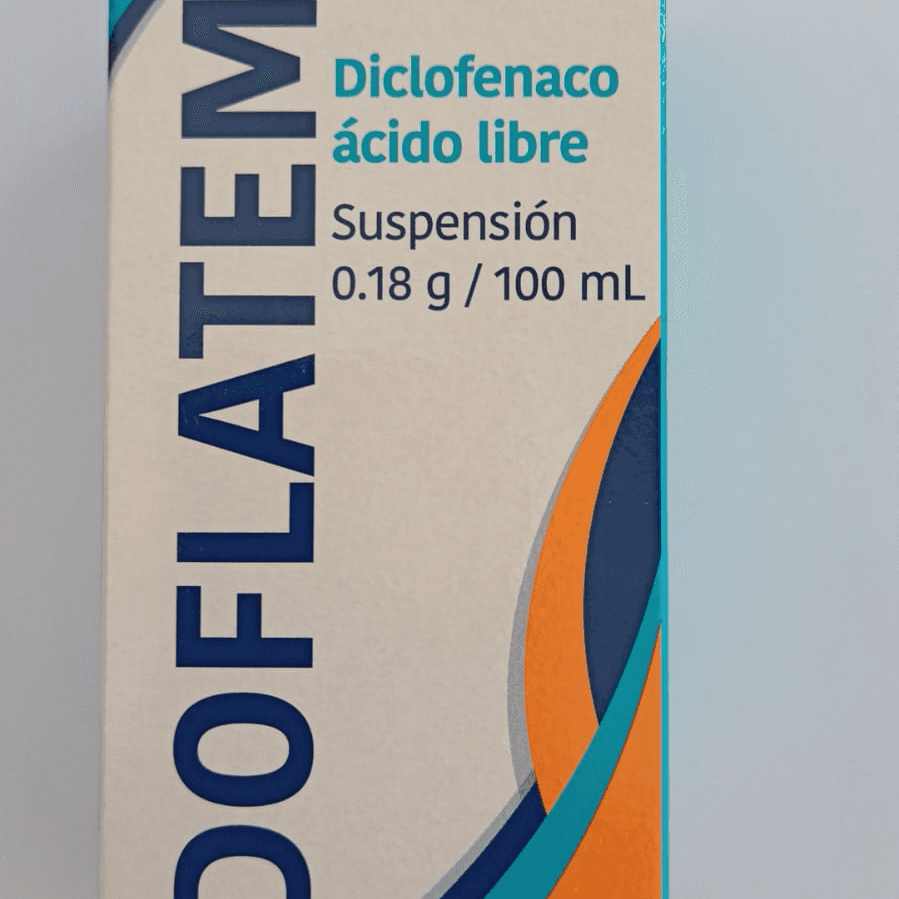 DOFLATEM
Diclofenaco
ácido libre
Suspensión
0.18 g / 100 mL